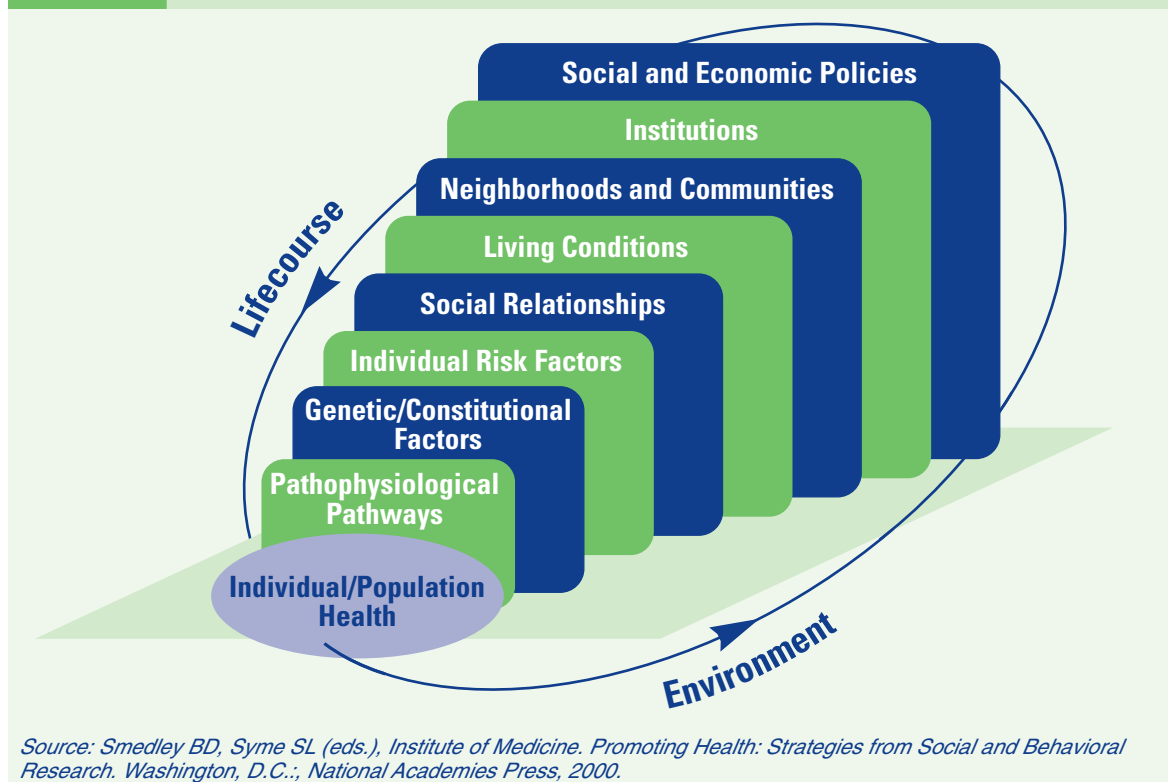 Social and Economic Policies
Institutions
Neighborhoods and Communities
Living Conditions
Social Relationships
Individual Risk Factors
Genetic/Constitutional
Factors
Pathophysiological
Pathways
Individual/Population
Health
Lifecourse
Environment
Source: Smedley BD, Syme SL (eds.), Institute of Medicine. Promoting Health: Strategies from Social and Behavioral
Research. Washington, D.C.:, National Academies Press, 2000.